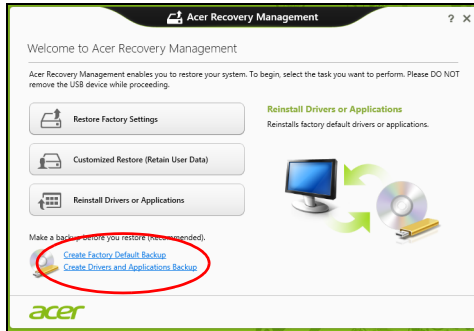 Acer Recovery Management
? X
Welcome to Acer Recovery Management
Acer Recovery Management enables you to restore your system. To begin, select the task you want to perform. Please DO NOT
remove the USB device while proceeding.
Restore Factory Settings
Customized Restore (Retain User Data)
Reinstall Drivers or Applications
Reinstall Drivers or Applications
Reinstalls factory default drivers or applications.
Make a backup before you restore (Recommended).
Create Factory Default Backup
Create Drivers and Applications Backup
acer